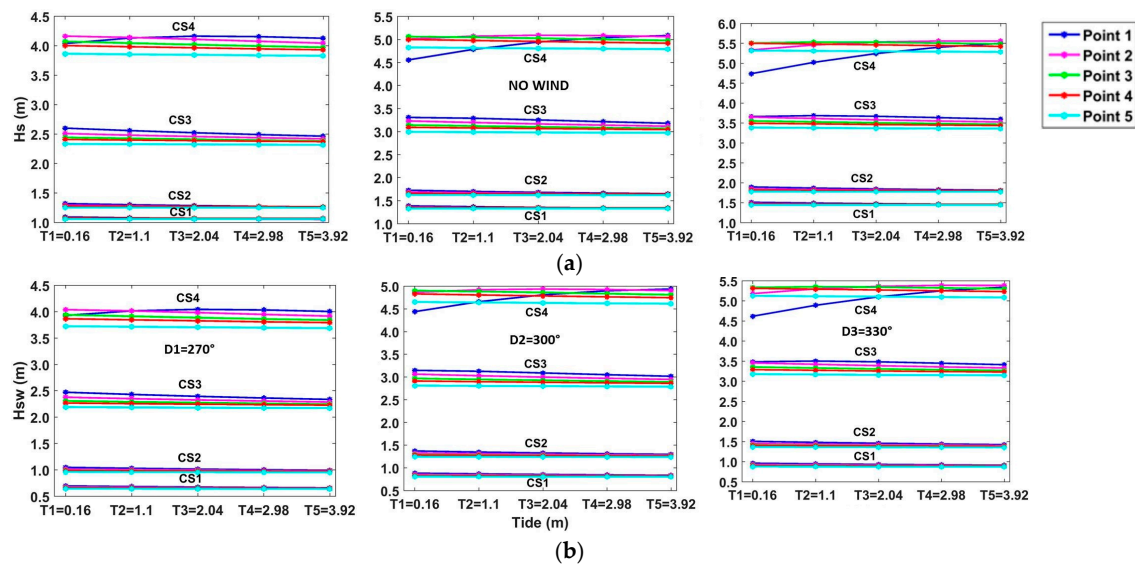 4.5
4.0
3.5
3.0
2.5
2.0
1.5
1.0
Hs (m)
CS4
CS3
CS2
CS1
T1=0.16 T2=1.1 T3=2.04 T4=2.98 T5=3.92
5.5
5.0
4.5
4.0
3.5
3.0
2.5
2.0
1.5
1.0
CS4
NO WIND
CS3
CS2
CS1
T1=0.16 T2=1.1 T3=2.04 T4=2.98 T5=3.92
6.0
5.5
5.0
4.5
4.0
3.5
3.0
2.5
2.0
1.5
1.0
CS4
CS3
CS2
CS1
T1=0.16 T2=1.1 T3=2.04 T4=2.98 T5=3.92
Point 1
Point 2
Point 3
Point 4
Point 5
(a)
4.5
4.0
3.5
3.0
2.5
2.0
1.5
1.0
0.5
Hsw (m)
CS4
D1=270°
CS3
CS2
CS1
T1=0.16 T2=1.1 T3=2.04 T4=2.98 T5=3.92
5.0
4.5
4.0
3.5
3.0
2.5
2.0
1.5
1.0
0.5
CS4
D2=300°
CS3
CS2
CS1
T1=0.16 T2=1.1 T3=2.04 T4=2.98 T5=3.92
Tide (m)
5.5
5.0
4.5
4.0
3.5
3.0
2.5
2.0
1.5
1.0
0.5
CS4
D3=330°
CS3
CS2
CS1
T1=0.16 T2=1.1 T3=2.04 T4=2.98 T5=3.92
(b)